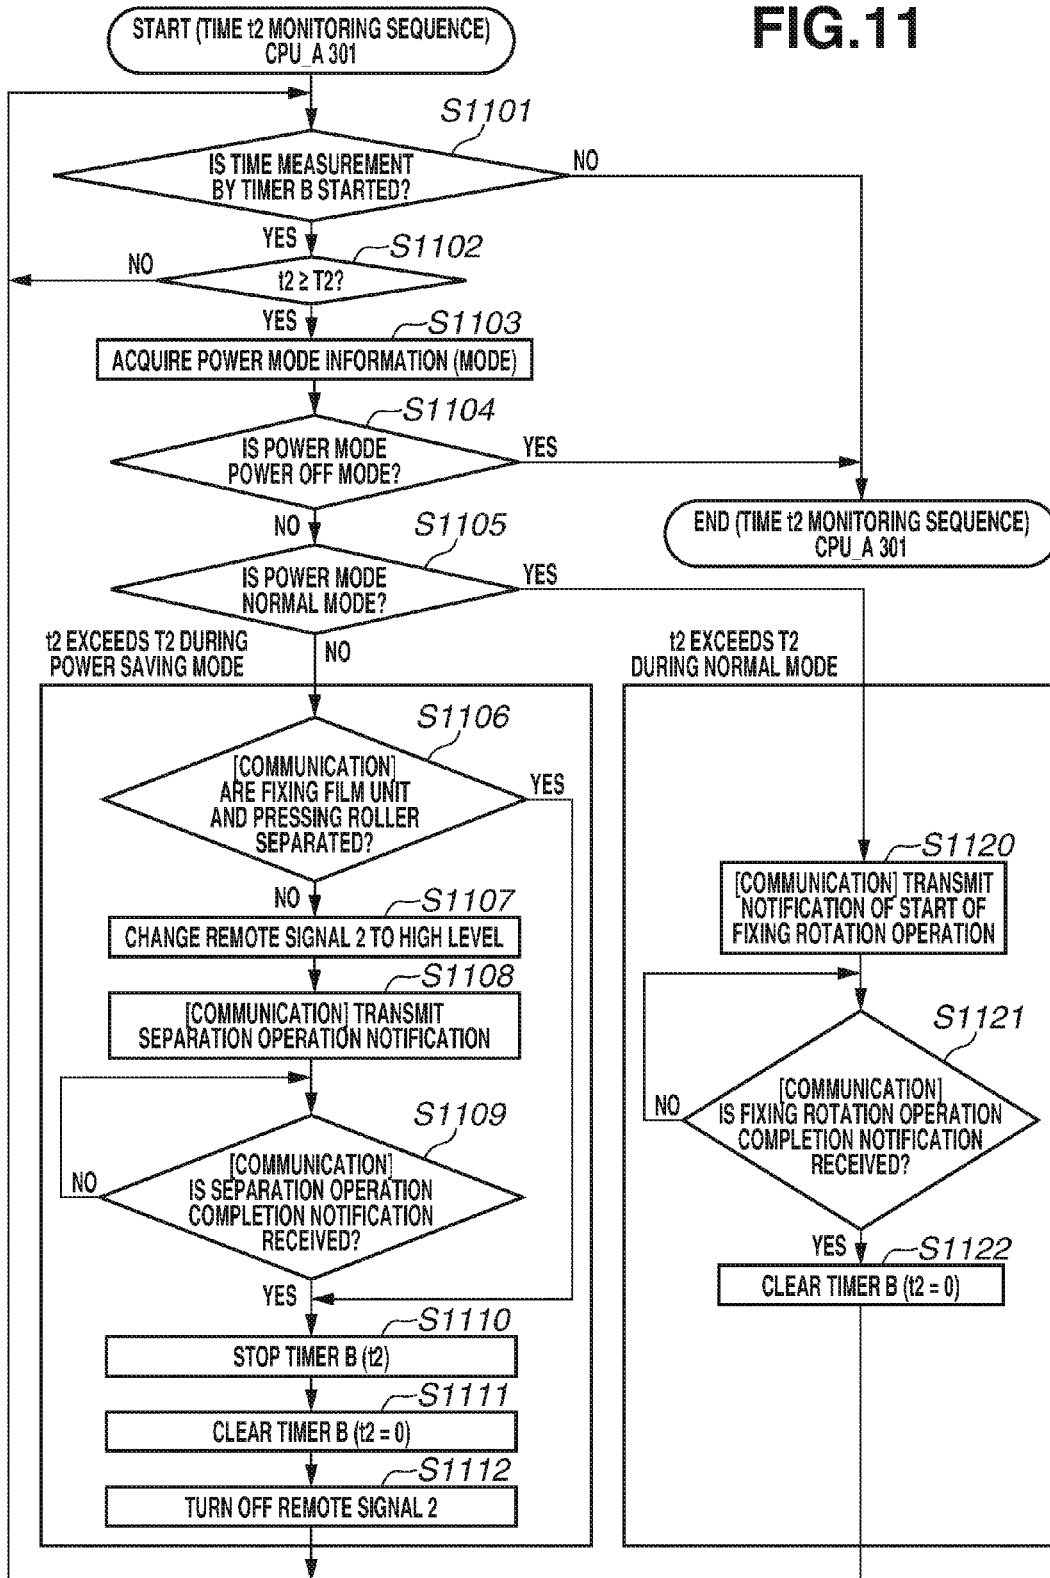 FIG.11
START (TIME t2 MONITORING SEQUENCE)
CPU_A 301
S1101
IS TIME MEASUREMENT
BY TIMER B STARTED?
NO
YES
S1102
NO
t2 ≥ T2?
YES
S1103
ACQUIRE POWER MODE INFORMATION (MODE)
S1104
IS POWER MODE
POWER OFF MODE?
YES
NO
END (TIME t2 MONITORING SEQUENCE)
CPU_A 301
S1105
IS POWER MODE
NORMAL MODE?
YES
NO
t2 EXCEEDS T2 DURING
POWER SAVING MODE
t2 EXCEEDS T2
DURING NORMAL MODE
S1106
[COMMUNICATION]
ARE FIXING FILM UNIT
AND PRESSING ROLLER
SEPARATED?
YES
NO
S1107
CHANGE REMOTE SIGNAL 2 TO HIGH LEVEL
S1108
[COMMUNICATION] TRANSMIT
SEPARATION OPERATION NOTIFICATION
S1109
[COMMUNICATION]
IS SEPARATION OPERATION
COMPLETION NOTIFICATION
RECEIVED?
NO
YES
S1110
STOP TIMER B (t2)
S1111
CLEAR TIMER B (t2 = 0)
S1112
TURN OFF REMOTE SIGNAL 2
S1120
[COMMUNICATION] TRANSMIT
NOTIFICATION OF START OF
FIXING ROTATION OPERATION
S1121
[COMMUNICATION]
IS FIXING ROTATION OPERATION
COMPLETION NOTIFICATION
RECEIVED?
NO
YES
S1122
CLEAR TIMER B (t2 = 0)